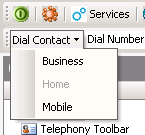 Services
Dial Contact Dial Number
Business
Home
Mobile
Telephony Toolbar